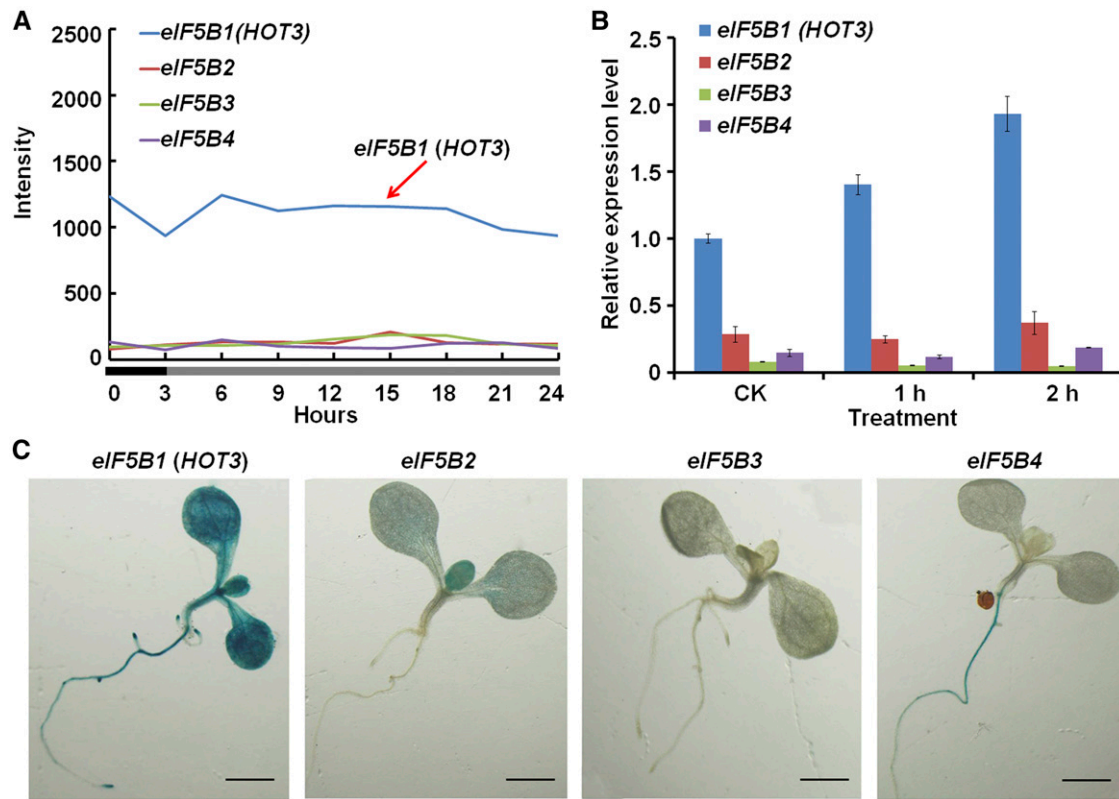 A
2500
2000
1500
1000
500
0
Intensity
eIF5B1(HOT3)
eIF5B2
eIF5B3
eIF5B4
eIF5B1 (HOT3)
0 3 6 9 12 15 18 21 24
Hours
B
2.5
2.0
1.5
1.0
0.5
0
Relative expression level
eIF5B1 (HOT3)
eIF5B2
eIF5B3
eIF5B4
CK 1 h 2 h
Treatment
C
eIF5B1 (HOT3) eIF5B2 eIF5B3 eIF5B4